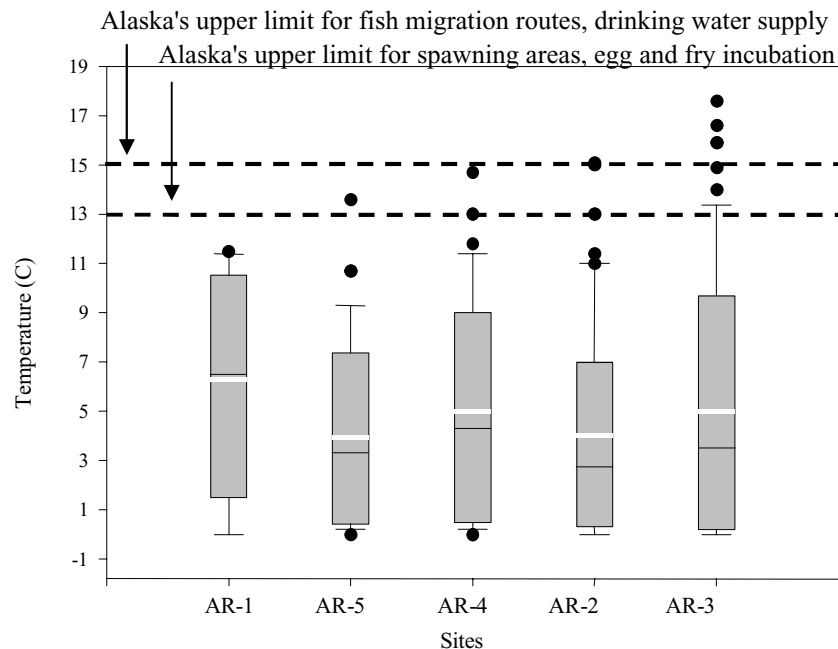 Alaska's upper limit for fish migration routes, drinking water supply
Alaska's upper limit for spawning areas, egg and fry incubation
19
17
15
13
11
9
7
5
3
1
-1
Temperature (C)
AR-1 AR-5 AR-4 AR-2 AR-3
Sites